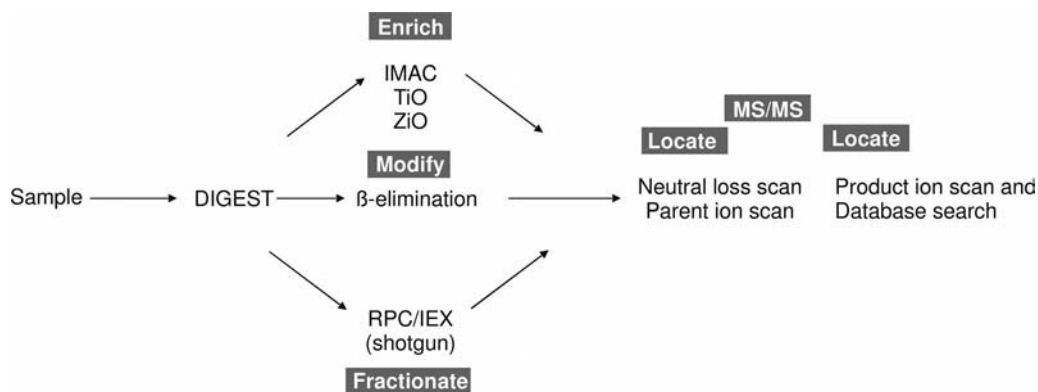 Enrich
IMAC
TiO
ZiO
MS/MS
Locate
Locate
Modify
Sample
DIGEST
ß-elimination
Neutral loss scan
Parent ion scan
Product ion scan and
Database search
RPC/IEX
(shotgun)
Fractionate